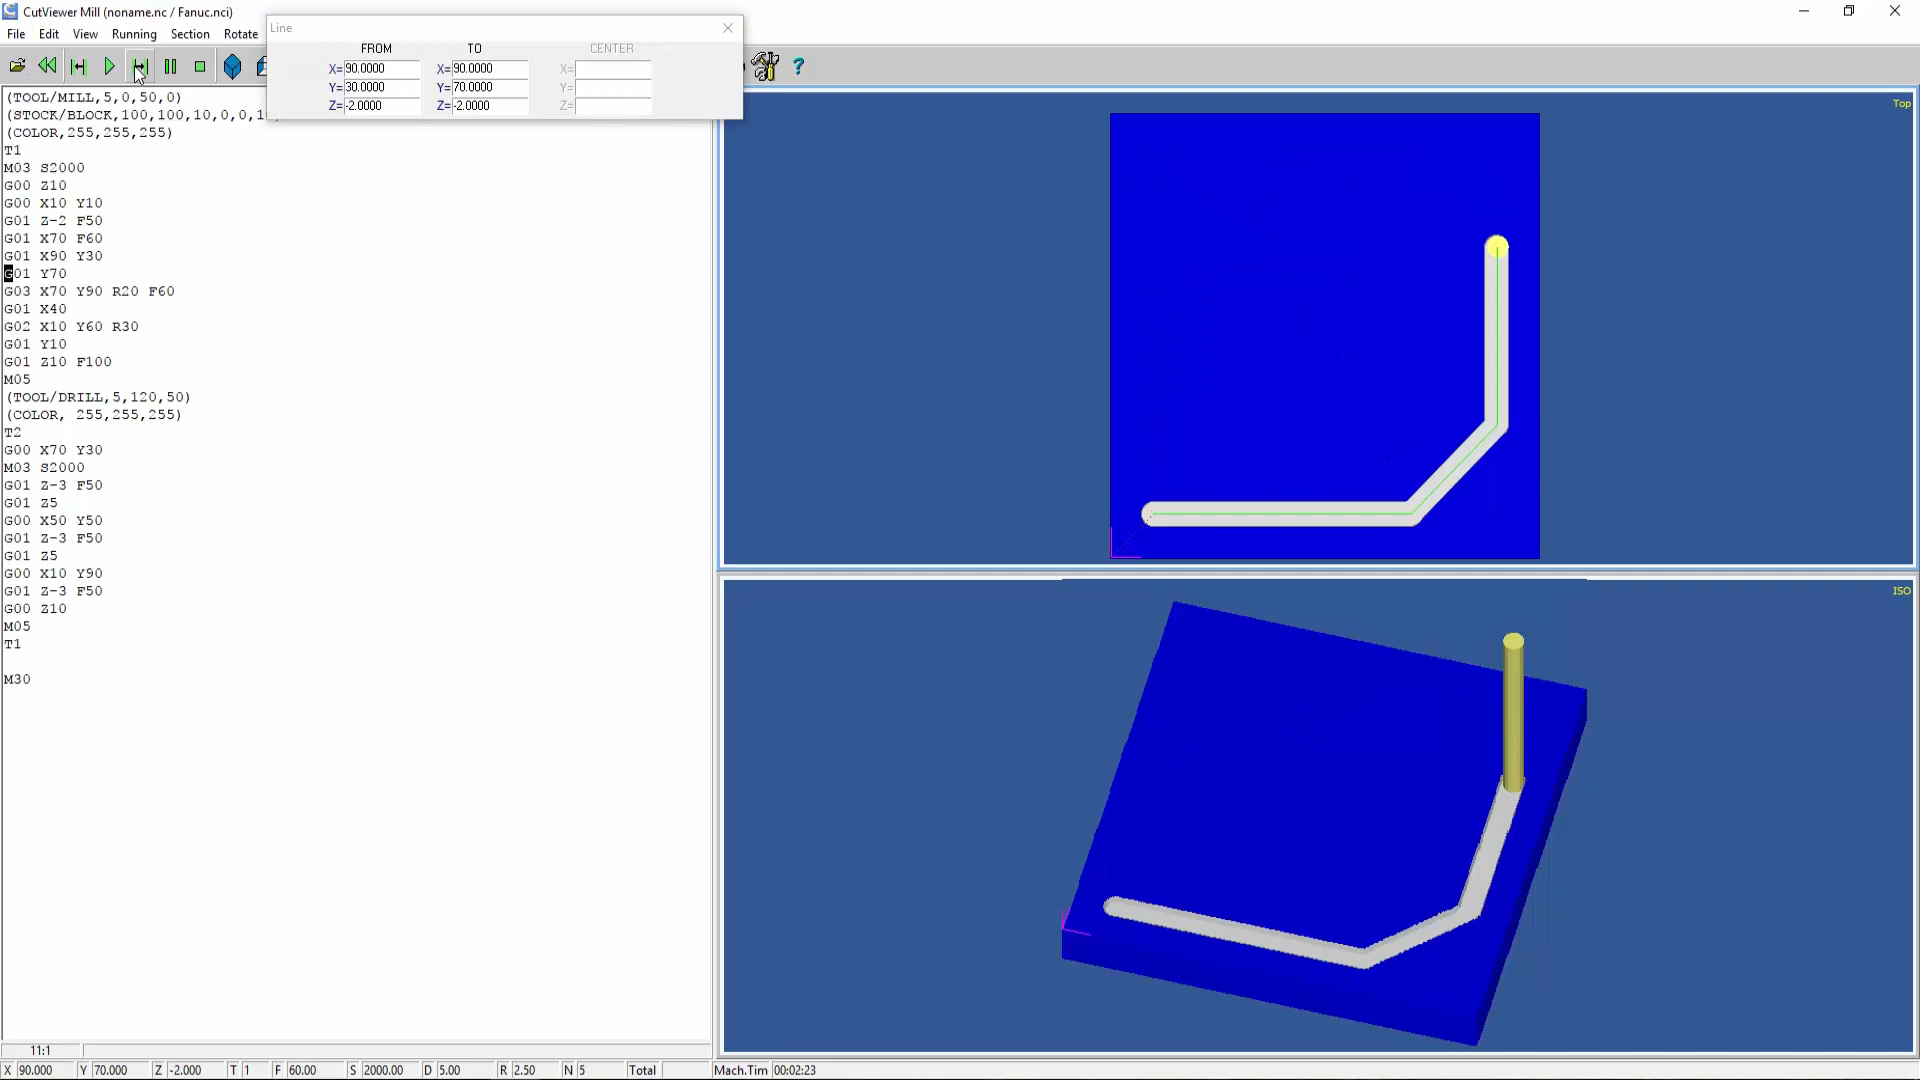 CutViewer Mill (noname.nc / Fanuc.nci)
File Edit View Running Section Rotate
Line
FROM TO CENTER
X=90.0000 X=90.0000 X=
Y=30.0000 Y=70.0000 Y=
Z=-2.0000 Z=-2.0000 Z=
?
(TOOL/MILL,5,0,50,0)
(STOCK/BLOCK,100,100,10,0,0,1
(COLOR,255,255,255)
T1
M03 S2000
G00 Z10
G00 X10 Y10
G01 Z-2 F50
G01 X70 F60
G01 X90 Y30
G01 Y70
G03 X70 Y90 R20 F60
G01 X40
G02 X10 Y60 R30
G01 Y10
G01 Z10 F100
M05
(TOOL/DRILL,5,120,50)
(COLOR, 255,255,255)
T2
G00 X70 Y30
M03 S2000
G01 Z-3 F50
G01 Z5
G00 X50 Y50
G01 Z-3 F50
G01 Z5
G00 X10 Y90
G01 Z-3 F50
G00 Z10
M05
T1
M30
Top
ISO
11:1
X 90.000 Y 70.000 Z -2.000 T 1 F 60.00 S 2000.00 D 5.00 R 2.50 N 5 Total Mach.Tim 00:02:23